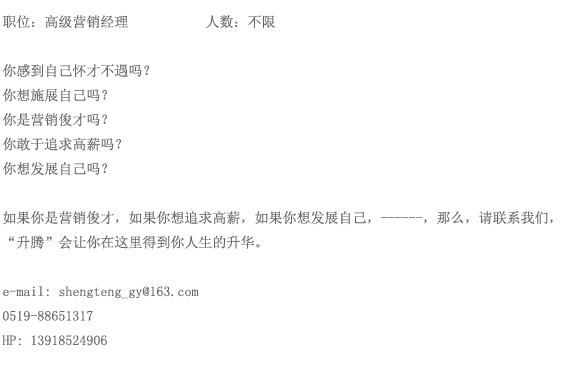 职位：高级营销经理 人数：不限
你感到自己怀才不遇吗？
你想施展自己吗？
你是营销俊才吗？
你敢于追求高薪吗？
你想发展自己吗？
如果你是营销俊才，如果你想追求高薪，如果你想发展自己，------，那么，请联系我们，
“升腾”会让你在这里得到你人生的升华。
e-mail: shengteng_gy@163.com
0519-88651317
HP: 13918524906